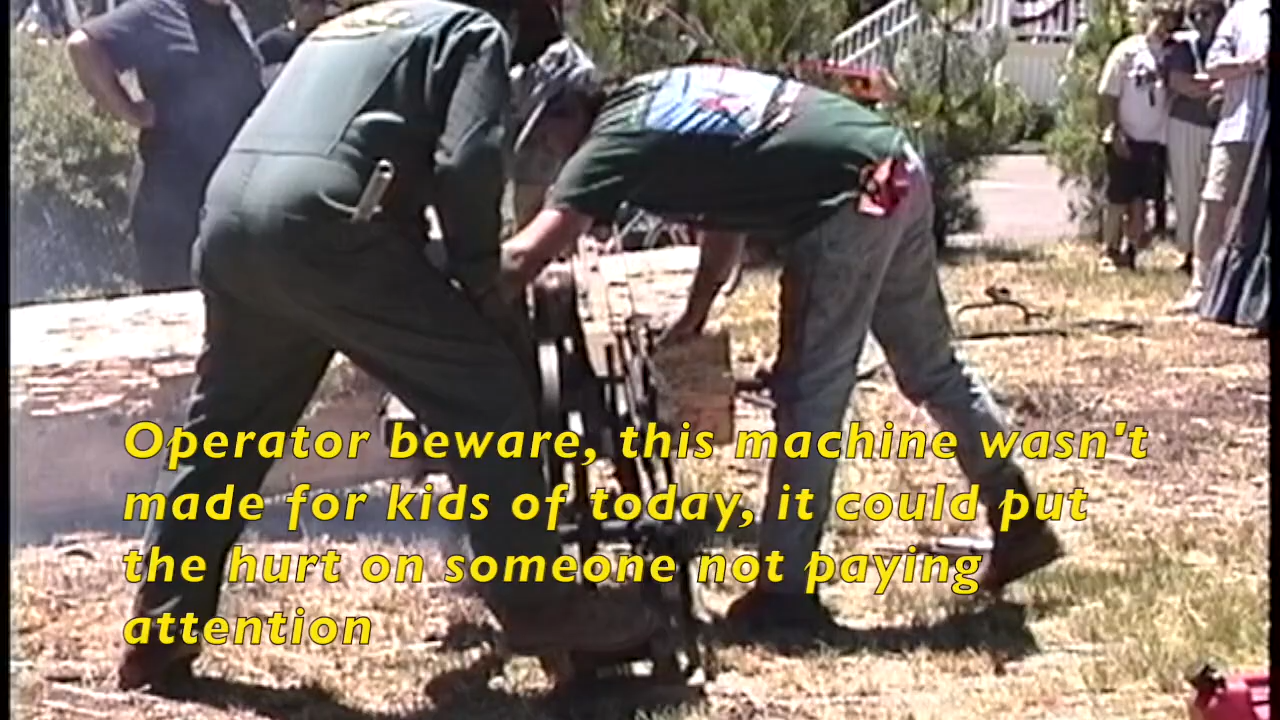 Operator beware, this machine wasn't
made for kids of today, it could put
the hurt on someone not paying
attention